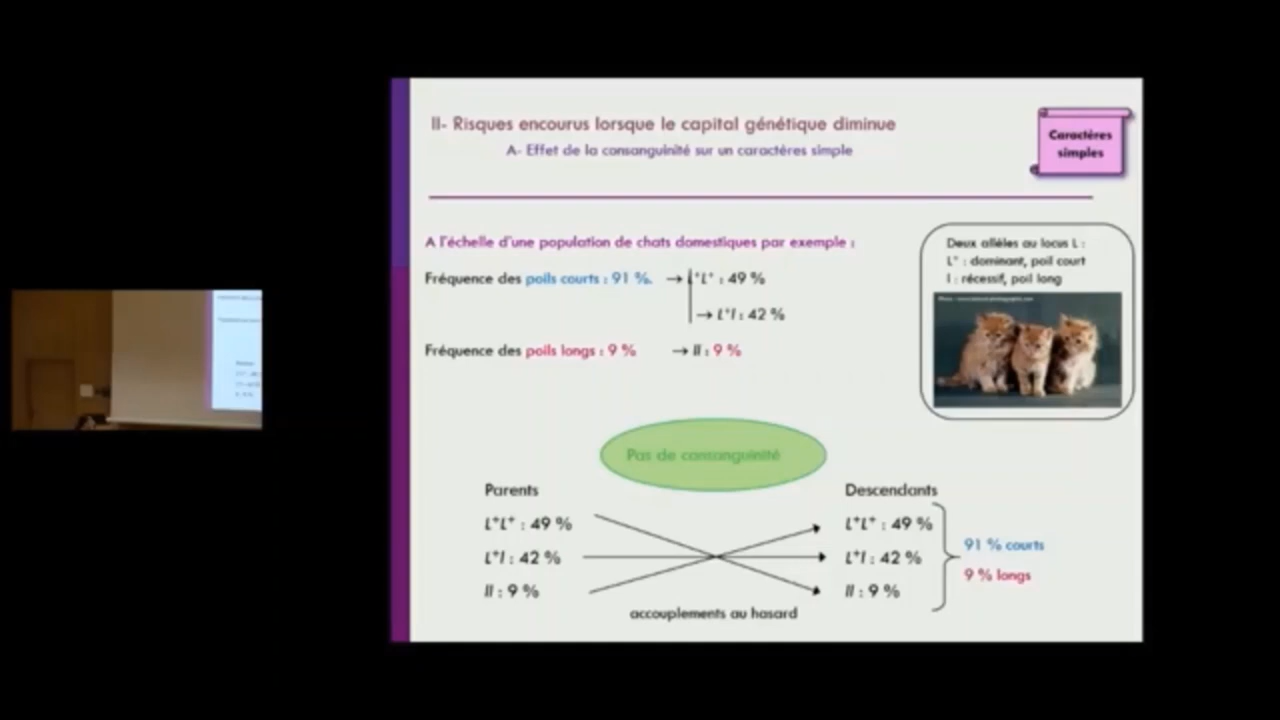 II- Risques encourus lorsque le capital génétique diminue
A- Effet de la consanguinité sur un caractères simple
Caractères
simples
A l'échelle d'une population de chats domestiques par exemple :
Fréquence des poils courts : 91 %. → L⁺L⁺ : 49 %
→ L⁺l : 42 %
Fréquence des poils longs : 9 % → ll : 9 %
Deux allèles au locus L :
L⁺ : dominant, poil court
l : récessif, poil long
Pas de consanguinité
Parents
L⁺L⁺ : 49 %
L⁺l : 42 %
ll : 9 %
accouplements au hasard
Descendants
L⁺L⁺ : 49 %
L⁺l : 42 %
ll : 9 %
91 % courts
9 % longs